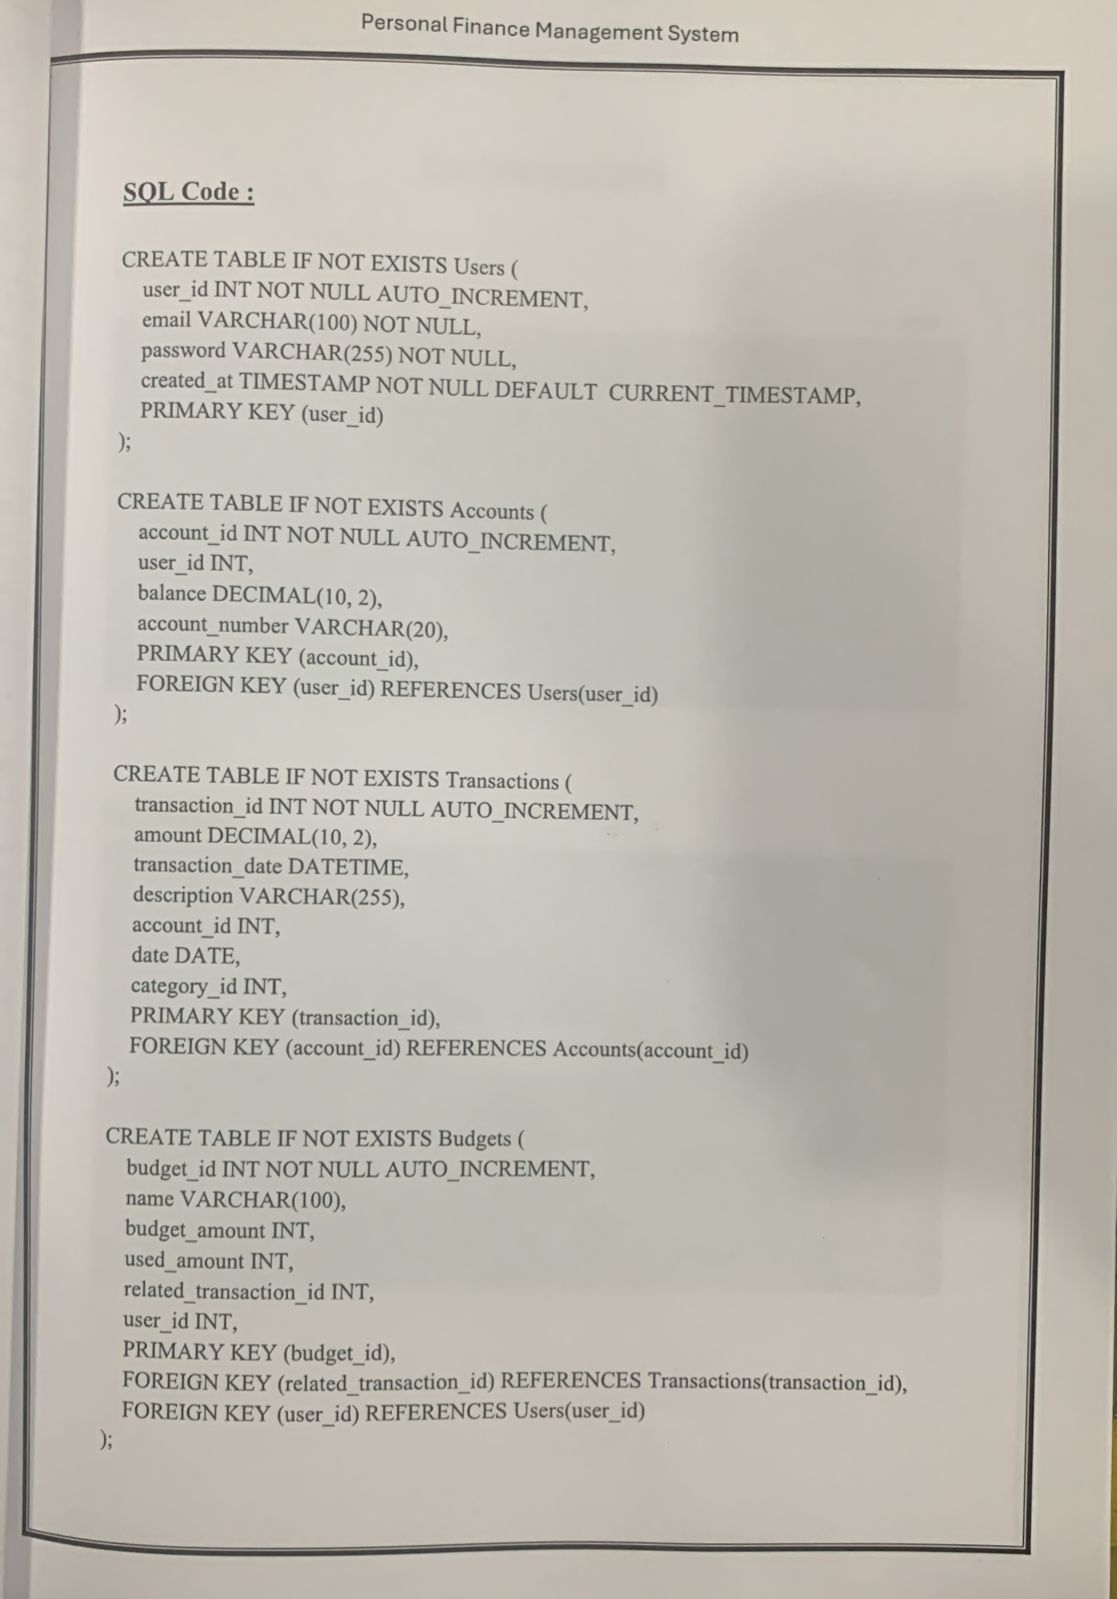 Personal Finance Management System
SQL Code :
CREATE TABLE IF NOT EXISTS Users (
user_id INT NOT NULL AUTO_INCREMENT,
email VARCHAR(100) NOT NULL,
password VARCHAR(255) NOT NULL,
created_at TIMESTAMP NOT NULL DEFAULT CURRENT_TIMESTAMP,
PRIMARY KEY (user_id)
);
CREATE TABLE IF NOT EXISTS Accounts (
account_id INT NOT NULL AUTO_INCREMENT,
user_id INT,
balance DECIMAL(10, 2),
account_number VARCHAR(20),
PRIMARY KEY (account_id),
FOREIGN KEY (user_id) REFERENCES Users(user_id)
);
CREATE TABLE IF NOT EXISTS Transactions (
transaction_id INT NOT NULL AUTO_INCREMENT,
amount DECIMAL(10, 2),
transaction_date DATETIME,
description VARCHAR(255),
account_id INT,
date DATE,
category_id INT,
PRIMARY KEY (transaction_id),
FOREIGN KEY (account_id) REFERENCES Accounts(account_id)
);
CREATE TABLE IF NOT EXISTS Budgets (
budget_id INT NOT NULL AUTO_INCREMENT,
name VARCHAR(100),
budget_amount INT,
used_amount INT,
related_transaction_id INT,
user_id INT,
PRIMARY KEY (budget_id),
FOREIGN KEY (related_transaction_id) REFERENCES Transactions(transaction_id),
FOREIGN KEY (user_id) REFERENCES Users(user_id)
);